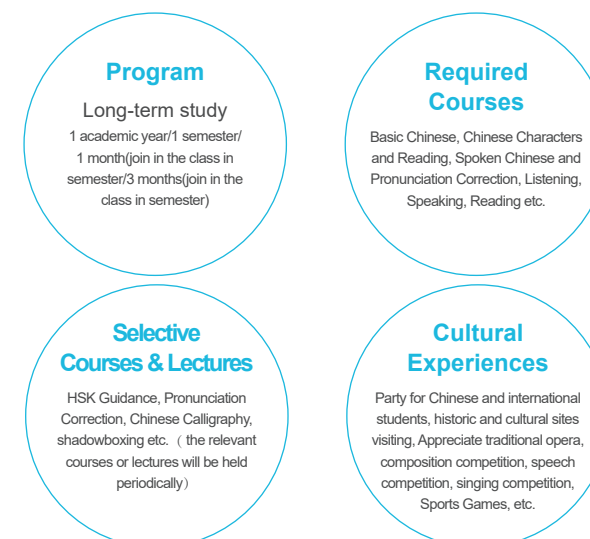 Program
Long-term study
1 academic year/1 semester/
1 month(join in the class in
semester/3 months(join in the
class in semester)
Required
Courses
Basic Chinese, Chinese Characters
and Reading, Spoken Chinese and
Pronunciation Correction, Listening,
Speaking, Reading etc.
Selective
Courses & Lectures
HSK Guidance, Pronunciation
Correction, Chinese Calligraphy,
shadowboxing etc.（ the relevant
courses or lectures will be held
periodically）
Cultural
Experiences
Party for Chinese and international
students, historic and cultural sites
visiting, Appreciate traditional opera,
composition competition, speech
competition, singing competition,
Sports Games, etc.